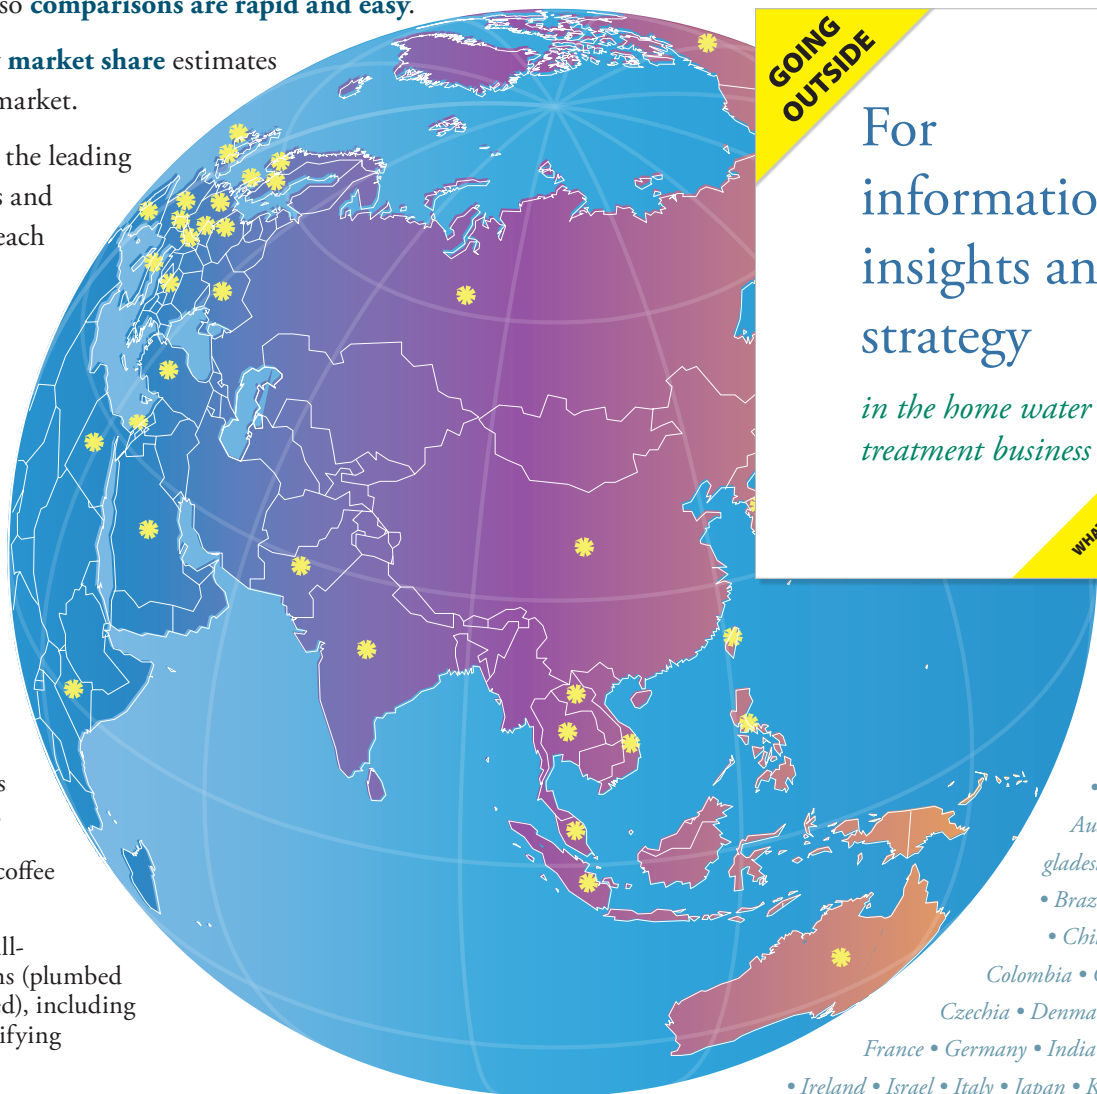 so comparisons are rapid and easy.
market share estimates
market.
the leading
s and
each
s
coffee
ll-
ns (plumbed
ed), including
ifying
GOING
OUTSIDE
For
informatio
insights an
strategy
in the home water
treatment business
WHA
•
Au
glades
• Braz
• Chi
Colombia •
Czechia • Denma
France • Germany • India
• Ireland • Israel • Italy • Japan • K